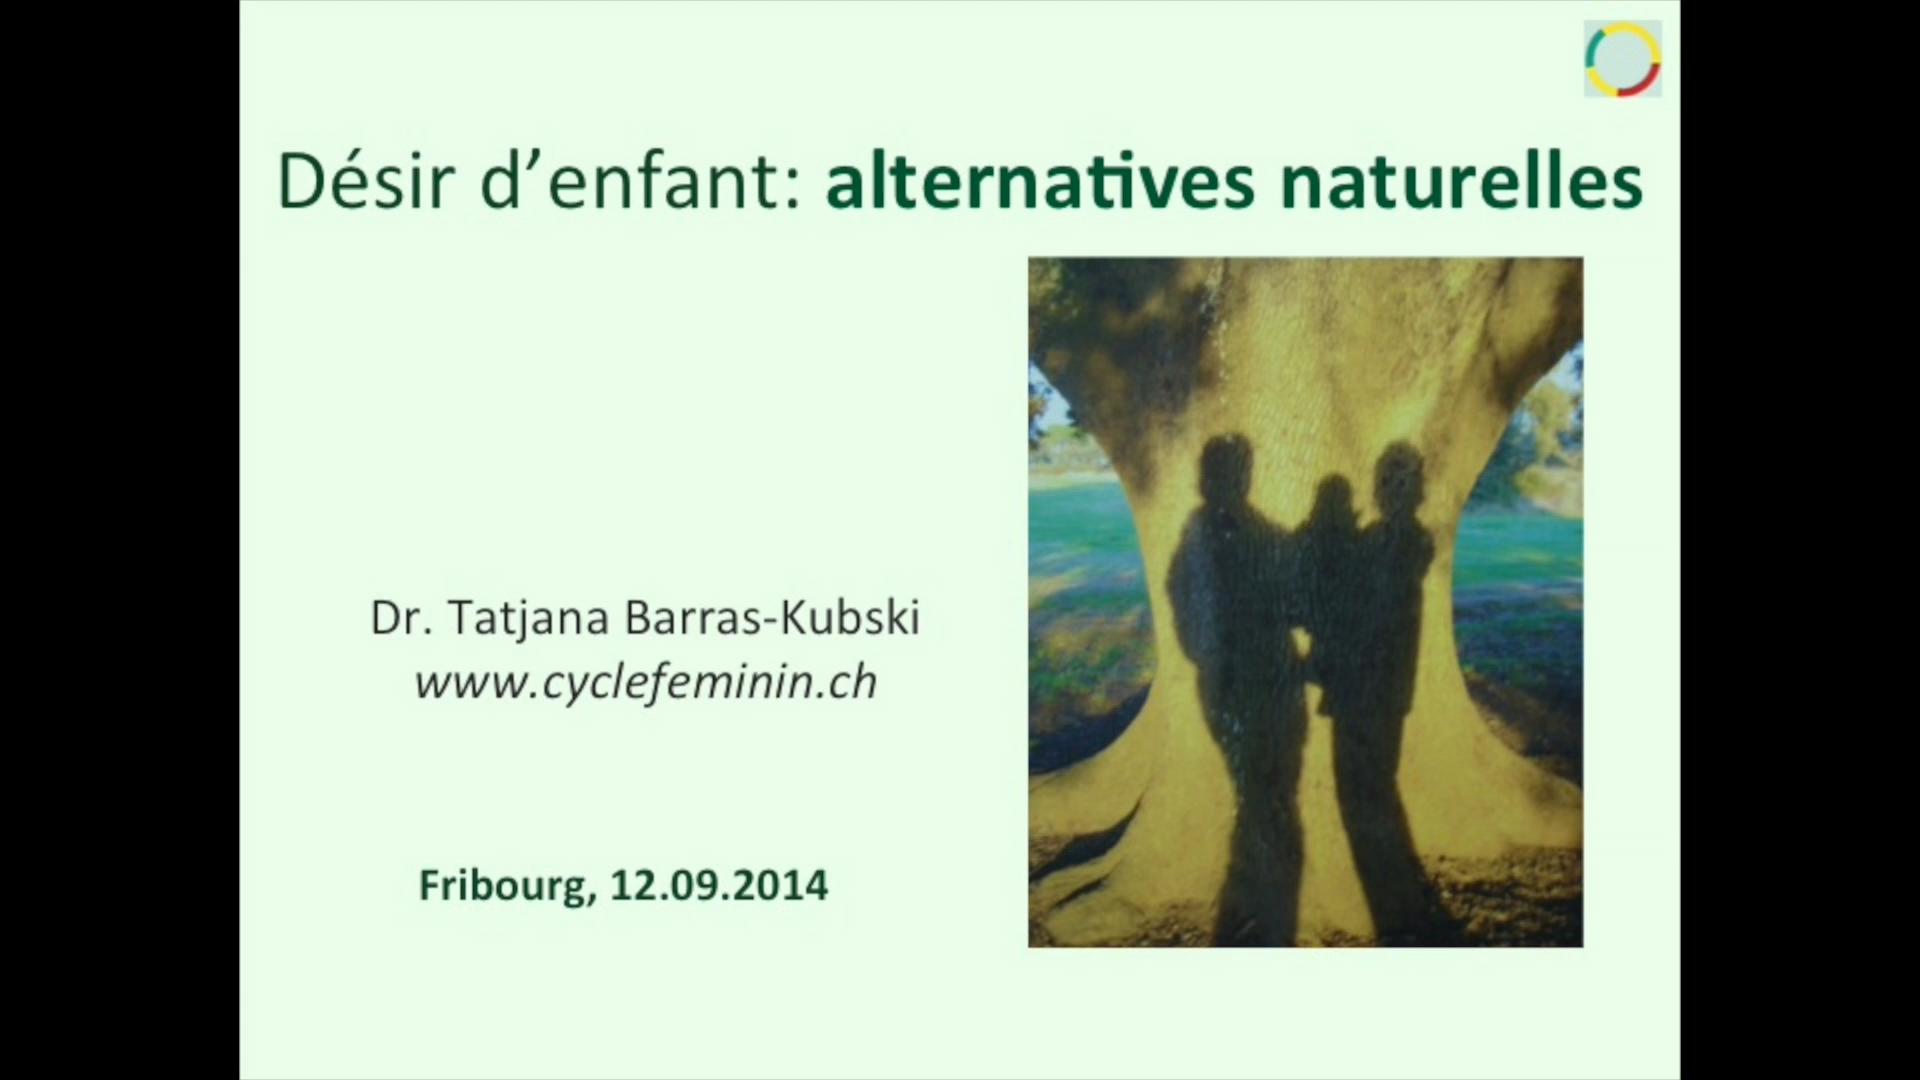 Désir d’enfant: alternatives naturelles
Dr. Tatjana Barras-Kubski
www.cyclefeminin.ch
Fribourg, 12.09.2014